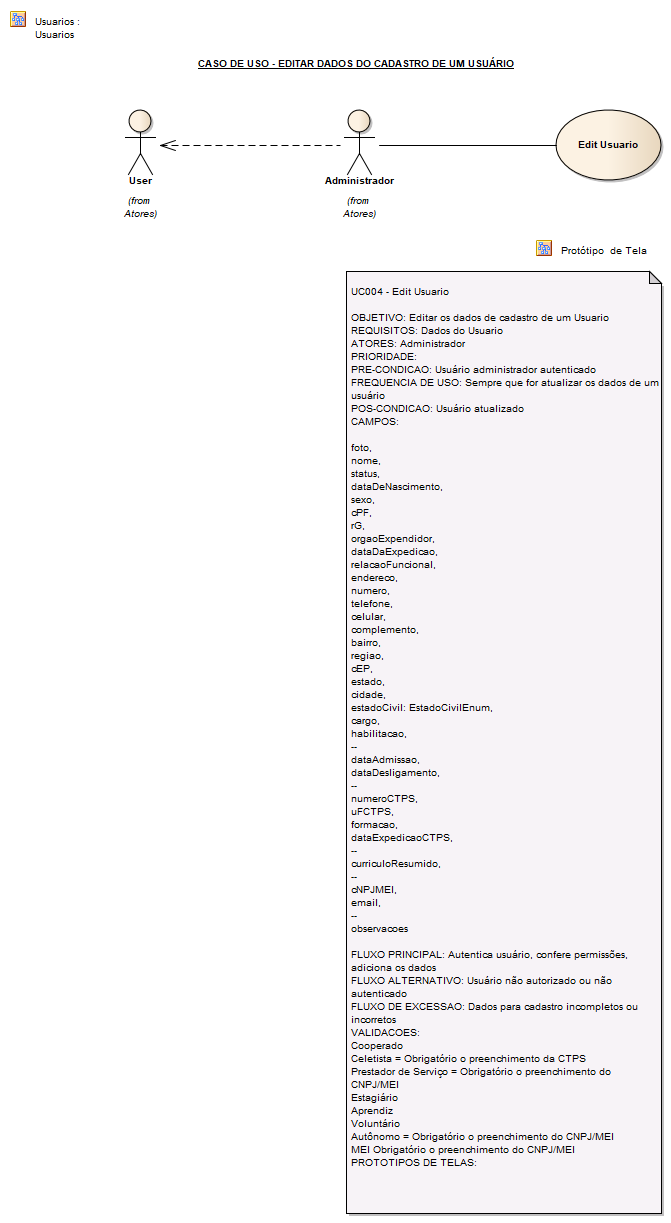 Usuarios :
Usuarios
CASO DE USO - EDITAR DADOS DO CADASTRO DE UM USUÁRIO
User
(from
Atores)
Administrador
(from
Atores)
Edit Usuario
Protótipo de Tela
UC004 - Edit Usuario
OBJETIVO: Editar os dados de cadastro de um Usuario
REQUISITOS: Dados do Usuario
ATORES: Administrador
PRIORIDADE:
PRE-CONDICAO: Usuário administrador autenticado
FREQUENCIA DE USO: Sempre que for atualizar os dados de um
usuário
POS-CONDICAO: Usuário atualizado
CAMPOS:
foto,
nome,
status,
dataDeNascimento,
sexo,
cPF,
rG,
orgaoExpendidor,
dataDaExpedicao,
relacaoFuncional,
endereco,
numero,
telefone,
celular,
complemento,
bairro,
regiao,
cEP,
estado,
cidade,
estadoCivil: EstadoCivilEnum,
cargo,
habilitacao,
--
dataAdmissao,
dataDesligamento,
--
numeroCTPS,
uFCTPS,
formacao,
dataExpedicaoCTPS,
--
curriculoResumido,
--
cNPJMEI,
email,
--
observacoes
FLUXO PRINCIPAL: Autentica usuário, confere permissões,
adiciona os dados
FLUXO ALTERNATIVO: Usuário não autorizado ou não
autenticado
FLUXO DE EXCESSAO: Dados para cadastro incompletos ou
incorretos
VALIDACOES:
Cooperado
Celetista = Obrigatório o preenchimento da CTPS
Prestador de Serviço = Obrigatório o preenchimento do
CNPJ/MEI
Estagiário
Aprendiz
Voluntário
Autônomo = Obrigatório o preenchimento do CNPJ/MEI
MEI Obrigatório o preenchimento do CNPJ/MEI
PROTOTIPOS DE TELAS: